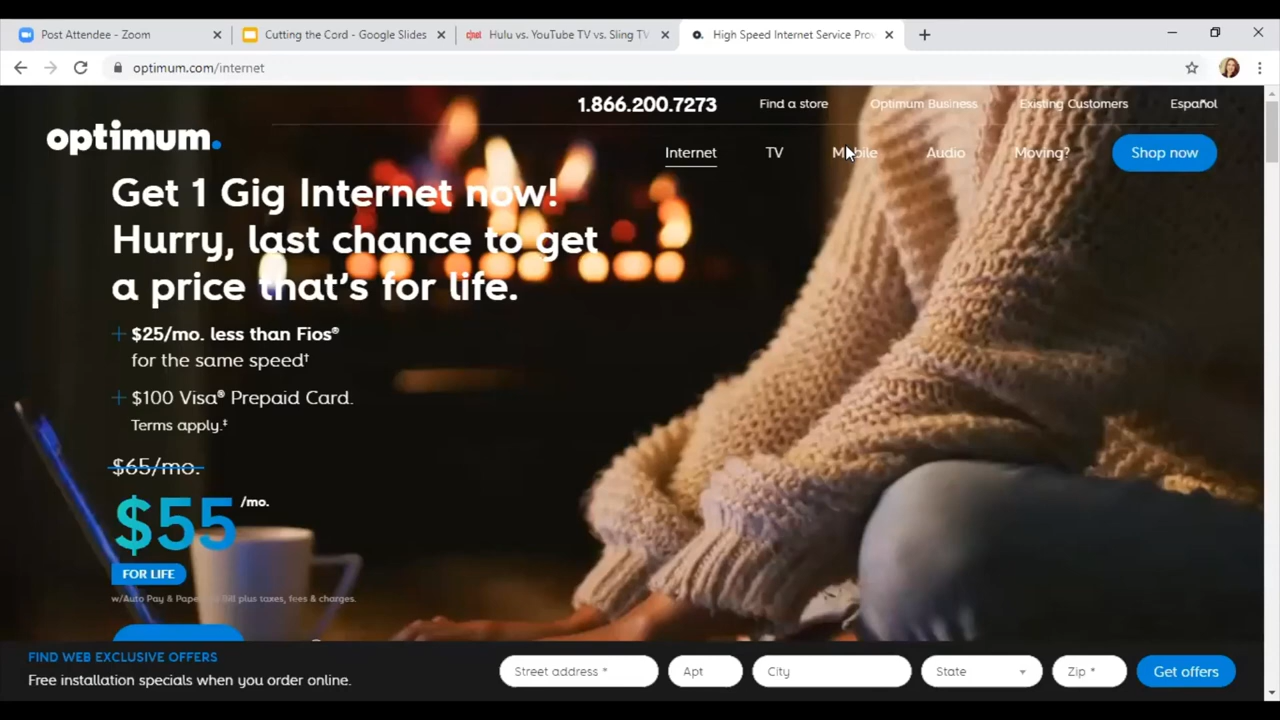 Post Attendee - Zoom
Cutting the Cord - Google Slides
cnet Hulu vs. YouTube TV vs. Sling TV
High Speed Internet Service Pro
optimum.com/internet
1.866.200.7273 Find a store Optimum Business Existing Customers Español
optimum.
Internet TV Mobile Audio Moving? Shop now
Get 1 Gig Internet now!
Hurry, last chance to get
a price that's for life.
$25/mo. less than Fios®
for the same speed†
$100 Visa® Prepaid Card.
Terms apply.‡
$65/mo.
$55 /mo.
FOR LIFE
w/Auto Pay & Paperless Bill plus taxes, fees & charges.
FIND WEB EXCLUSIVE OFFERS
Free installation specials when you order online.
Street address * Apt City State Zip * Get offers